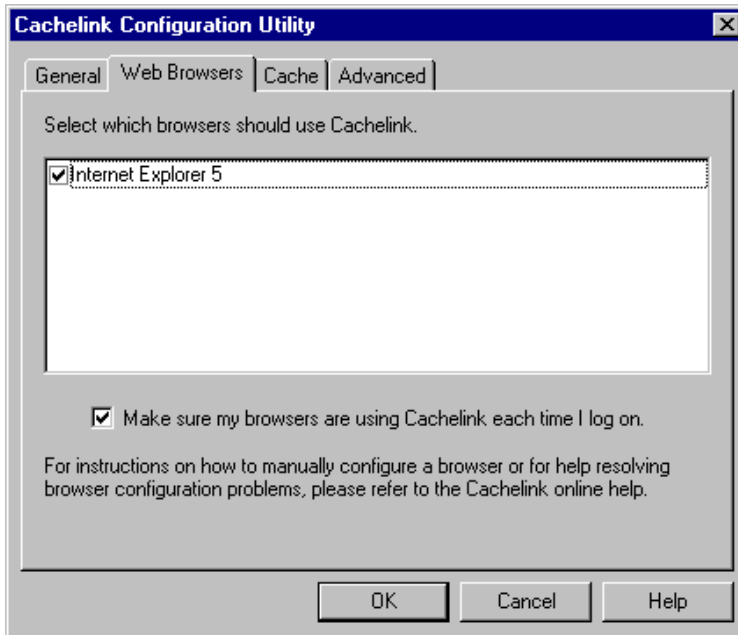 Cachelink Configuration Utility
General Web Browsers Cache Advanced
Select which browsers should use Cachelink.
Internet Explorer 5
Make sure my browsers are using Cachelink each time I log on.
For instructions on how to manually configure a browser or for help resolving
browser configuration problems, please refer to the Cachelink online help.
OK Cancel Help